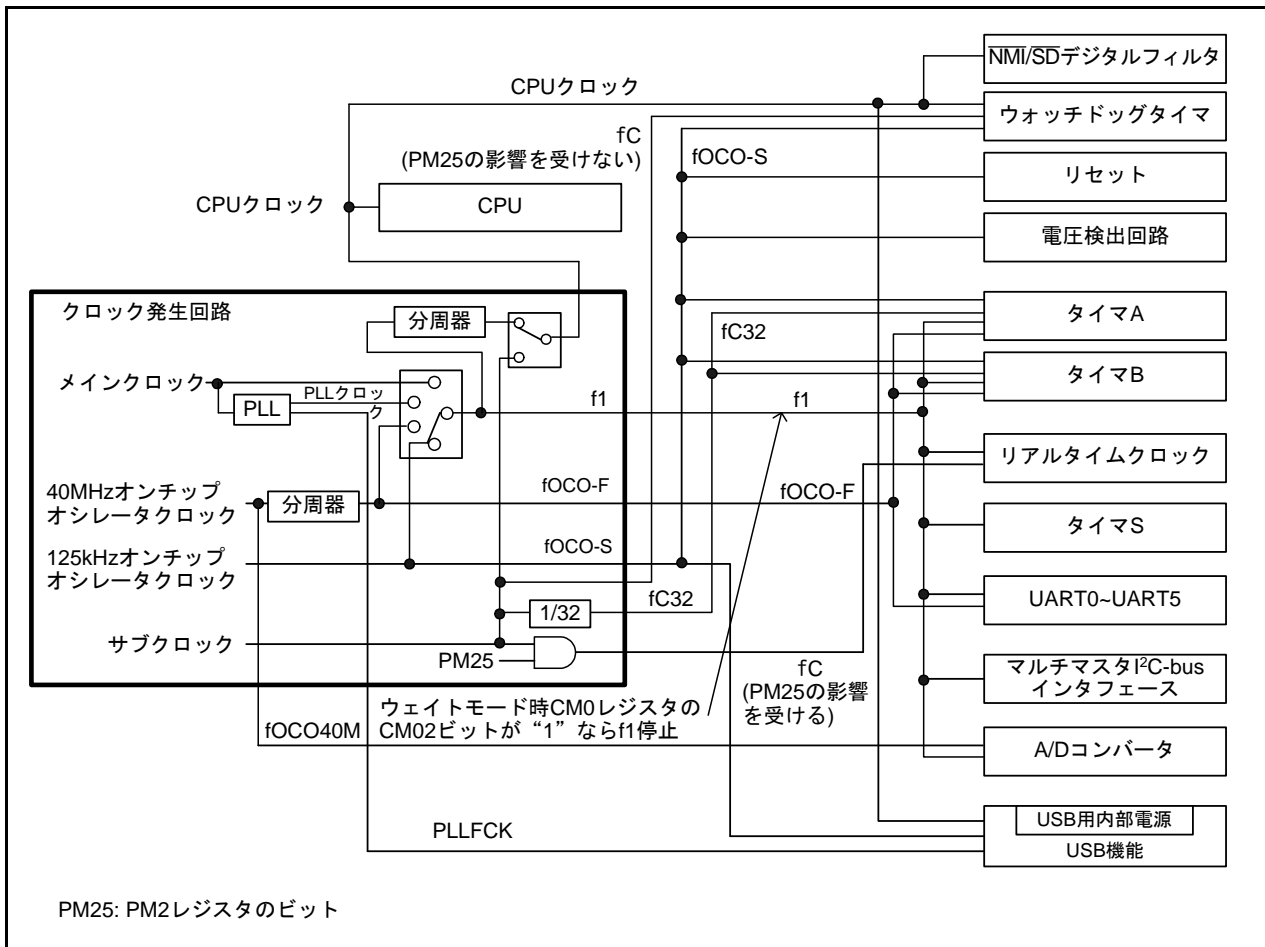 NMI/SDデジタルフィルタ
CPUクロック
ウォッチドッグタイマ
fC
(PM25の影響を受けない)
fOCO-S
リセット
CPUクロック
CPU
電圧検出回路
クロック発生回路
分周器
タイマA
fC32
メインクロック
PLL
PLLクロッ
ク
f1
f1
タイマB
リアルタイムクロック
40MHzオンチップ
オシレータクロック
分周器
fOCO-F
fOCO-F
タイマS
125kHzオンチップ
オシレータクロック
fOCO-S
1/32
fC32
UART0~UART5
サブクロック
PM25
fC
(PM25の影響
を受ける)
マルチマスタI²C-bus
インタフェース
ウェイトモード時CM0レジスタの
CM02ビットが“1”ならf1停止
fOCO40M
A/Dコンバータ
PLLFCK
USB用内部電源
USB機能
PM25: PM2レジスタのビット